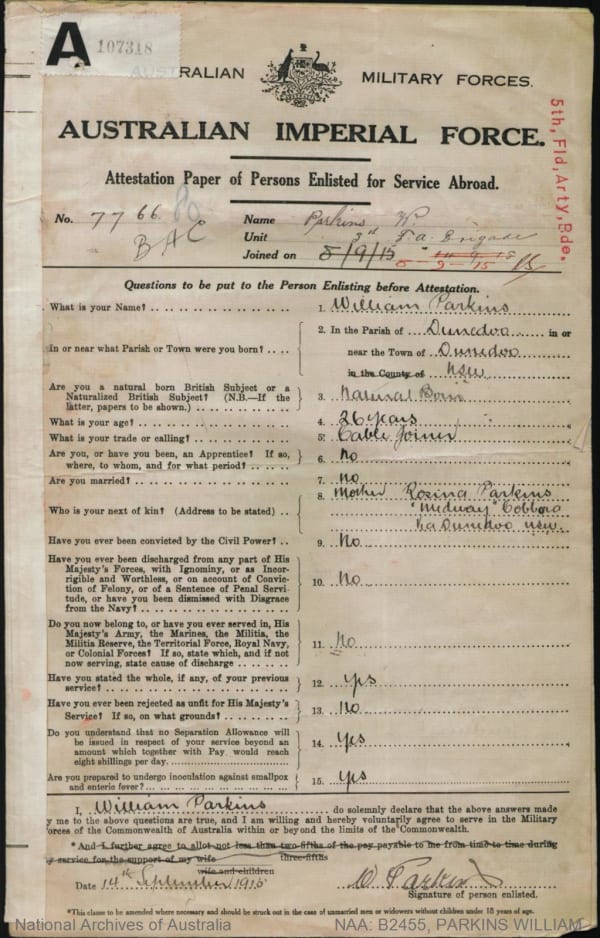 A 107318
AUSTRALIAN MILITARY FORCES.
AUSTRALIAN IMPERIAL FORCE.
5th, Fld, Arty, Bde.
Attestation Paper of Persons Enlisted for Service Abroad.
No. 7766 Name Parkins, W
BAC Unit 3rd F.a. Brigade
Joined on 8/9/15
8-9-15
Questions to be put to the Person Enlisting before Attestation.
What is your Name? 1. William Parkins
In or near what Parish or Town were you born? 2. In the Parish of Dunedoo in or
near the Town of Dunedoo
in the County of NSW
Are you a natural born British Subject or a
Naturalized British Subject? (N.B.—If the
latter, papers to be shown.) 3. Natural Born
What is your age? 4. 26 years
What is your trade or calling? 5. Cable Joiner
Are you, or have you been, an Apprentice? If so,
where, to whom, and for what period? 6. No
Are you married? 7. No
Who is your next of kin? (Address to be stated) 8. Mother Rosina Parkins
"Medway" Cobbora
via Dunedoo NSW.
Have you ever been convicted by the Civil Power? 9. No
Have you ever been discharged from any part of His
Majesty's Forces, with Ignominy, or as Incor-
rigible and Worthless, or on account of Convic-
tion of Felony, or of a Sentence of Penal Servi-
tude, or have you been dismissed with Disgrace
from the Navy? 10. No
Do you now belong to, or have you ever served in, His
Majesty's Army, the Marines, the Militia, the
Militia Reserve, the Territorial Force, Royal Navy,
or Colonial Forces? If so, state which, and if not
now serving, state cause of discharge 11. No
Have you stated the whole, if any, of your previous
service? 12. Yes
Have you ever been rejected as unfit for His Majesty's
Service? If so, on what grounds? 13. No
Do you understand that no Separation Allowance will
be issued in respect of your service beyond an
amount which together with Pay would reach
eight shillings per day. 14. Yes
Are you prepared to undergo inoculation against smallpox
and enteric fever? 15. Yes
I, William Parkins do solemnly declare that the above answers made
y me to the above questions are true, and I am willing and hereby voluntarily agree to serve in the Military
orces of the Commonwealth of Australia within or beyond the limits of the Commonwealth.
*And I further agree to allot not less than two-fifths of the pay payable to me from time to time during
three-fifths
service for the support of my wife
wife and children
Date 14th September 1915 W Parkins
Signature of person enlisted.
*This clause to be amended where necessary and should be struck out in the case of unmarried men or widowers without children under 18 years of age.
National Archives of Australia NAA: B2455, PARKINS WILLIAM